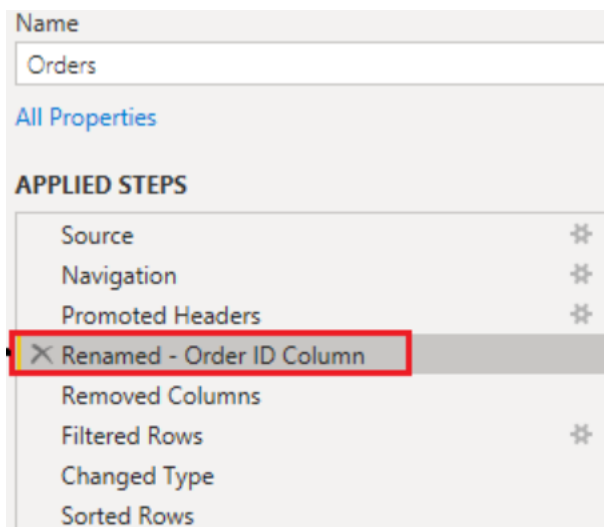 Name
Orders
All Properties
APPLIED STEPS
Source
Navigation
Promoted Headers
Renamed - Order ID Column
Removed Columns
Filtered Rows
Changed Type
Sorted Rows